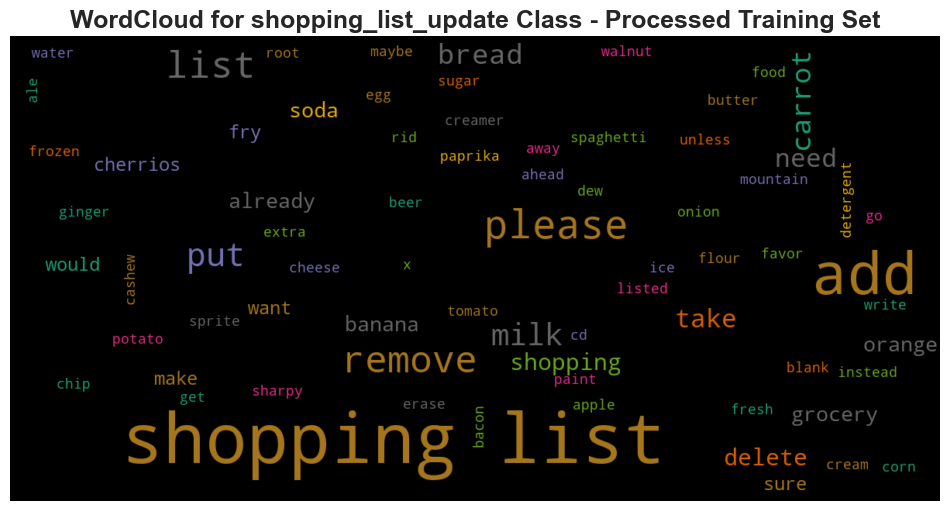 WordCloud for shopping_list_update Class - Processed Training Set
water
root
maybe
walnut
list
bread
food
carrot
ale
sugar
egg
butter
soda
creamer
fry
rid
spaghetti
unless
frozen
cherrios
paprika
away
need
ahead
mountain
dew
detergent
already
beer
ginger
onion
go
please
extra
put
would
cashew
cheese
x
ice
flour
favor
add
listed
write
want
tomato
sprite
banana
take
potato
milk
cd
orange
remove
shopping
chip
make
paint
blank
instead
get
sharpy
erase
bacon
apple
fresh
grocery
shopping list
delete
cream
corn
sure